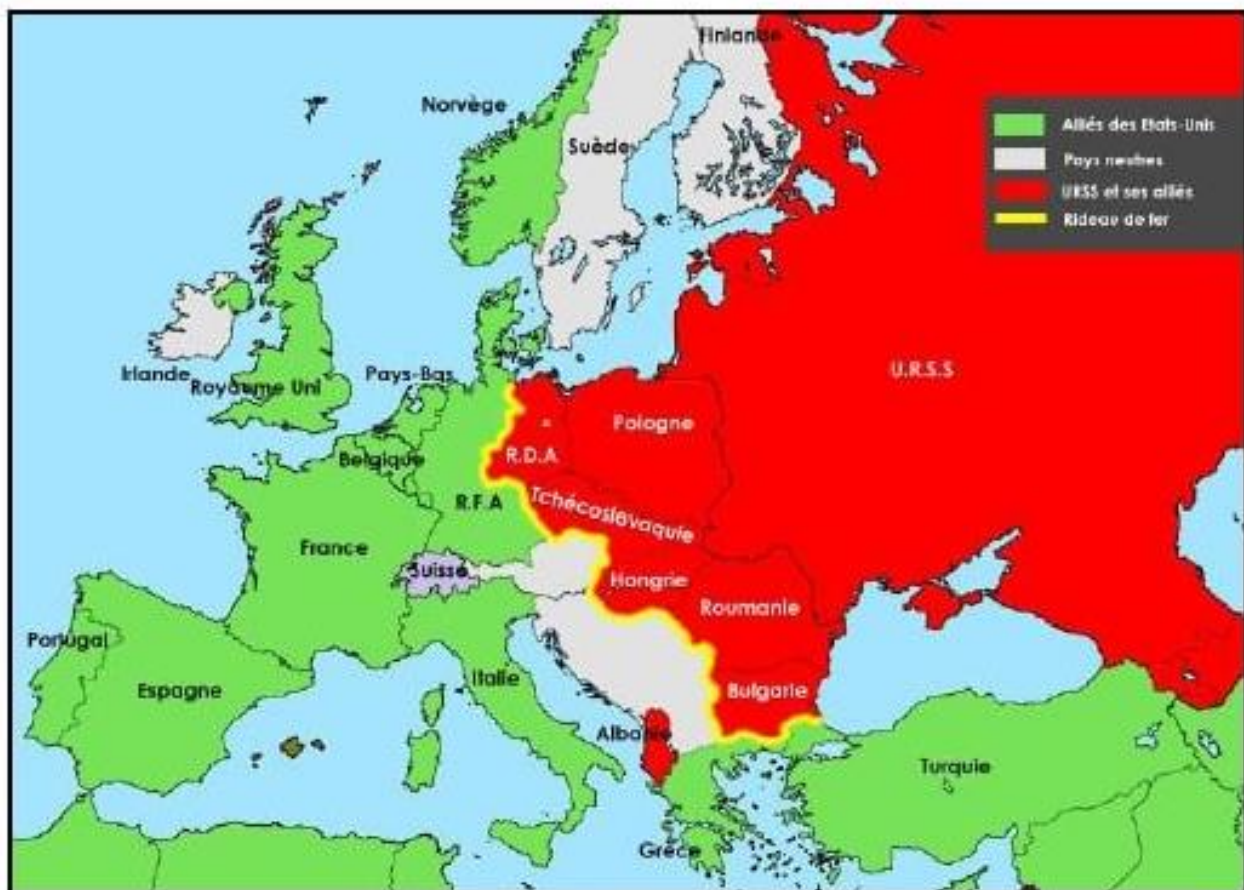 Finlande
Norvège
Suède
Alliés des Etats-Unis
Pays neutres
URSS et ses alliés
Rideau de fer
Irlande
Royaume Uni
Pays-Bas
U.R.S.S
Pologne
Belgique
R.D.A
R.F.A
Tchécoslovaquie
France
Suisse
Hongrie
Roumanie
Portugal
Espagne
Italie
Bulgarie
Albanie
Turquie
Grèce